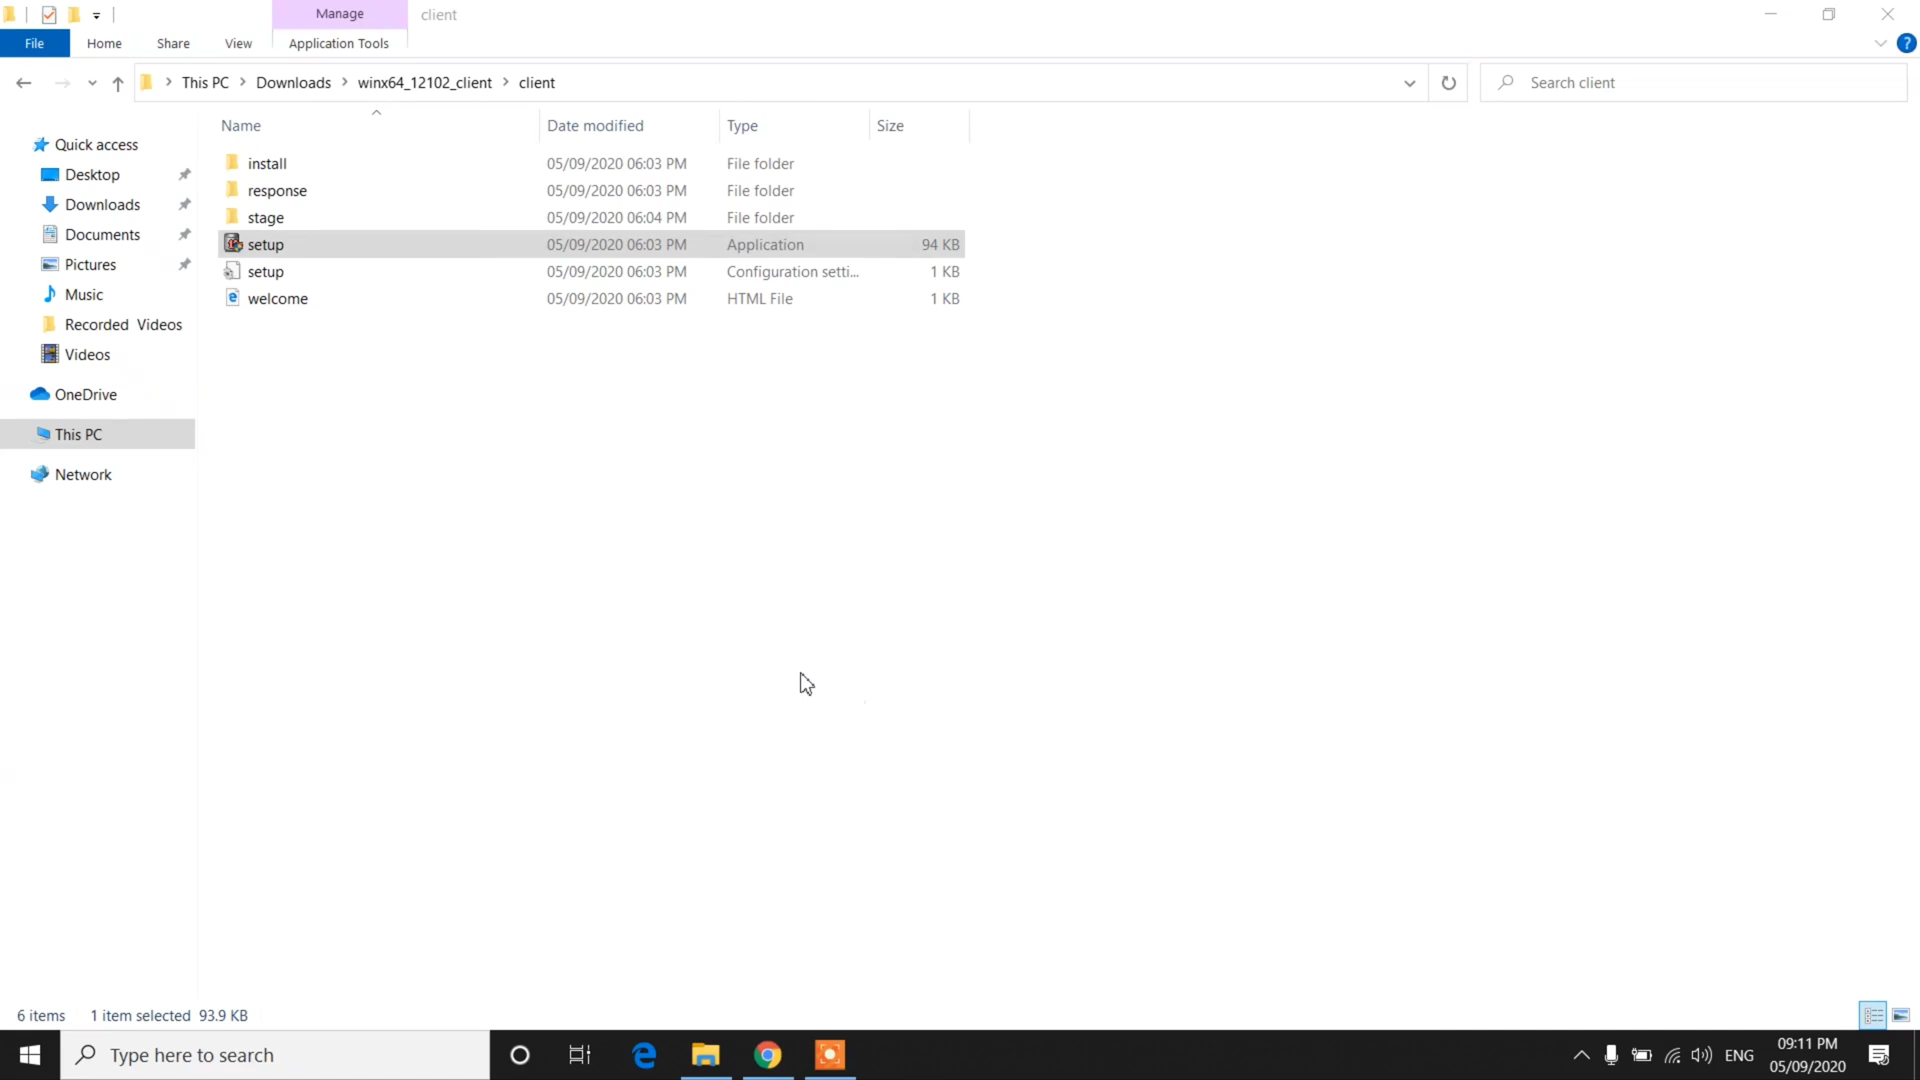 Manage
client
File
Home
Share
View
Application Tools
This PC
Downloads
winx64_12102_client
client
Search client
Name
Date modified
Type
Size
Quick access
Desktop
Downloads
Documents
Pictures
Music
Recorded Videos
Videos
OneDrive
This PC
Network
install 05/09/2020 06:03 PM File folder
response 05/09/2020 06:03 PM File folder
stage 05/09/2020 06:04 PM File folder
setup 05/09/2020 06:03 PM Application 94 KB
setup 05/09/2020 06:03 PM Configuration setti... 1 KB
welcome 05/09/2020 06:03 PM HTML File 1 KB
6 items 1 item selected 93.9 KB
Type here to search
ENG
09:11 PM
05/09/2020